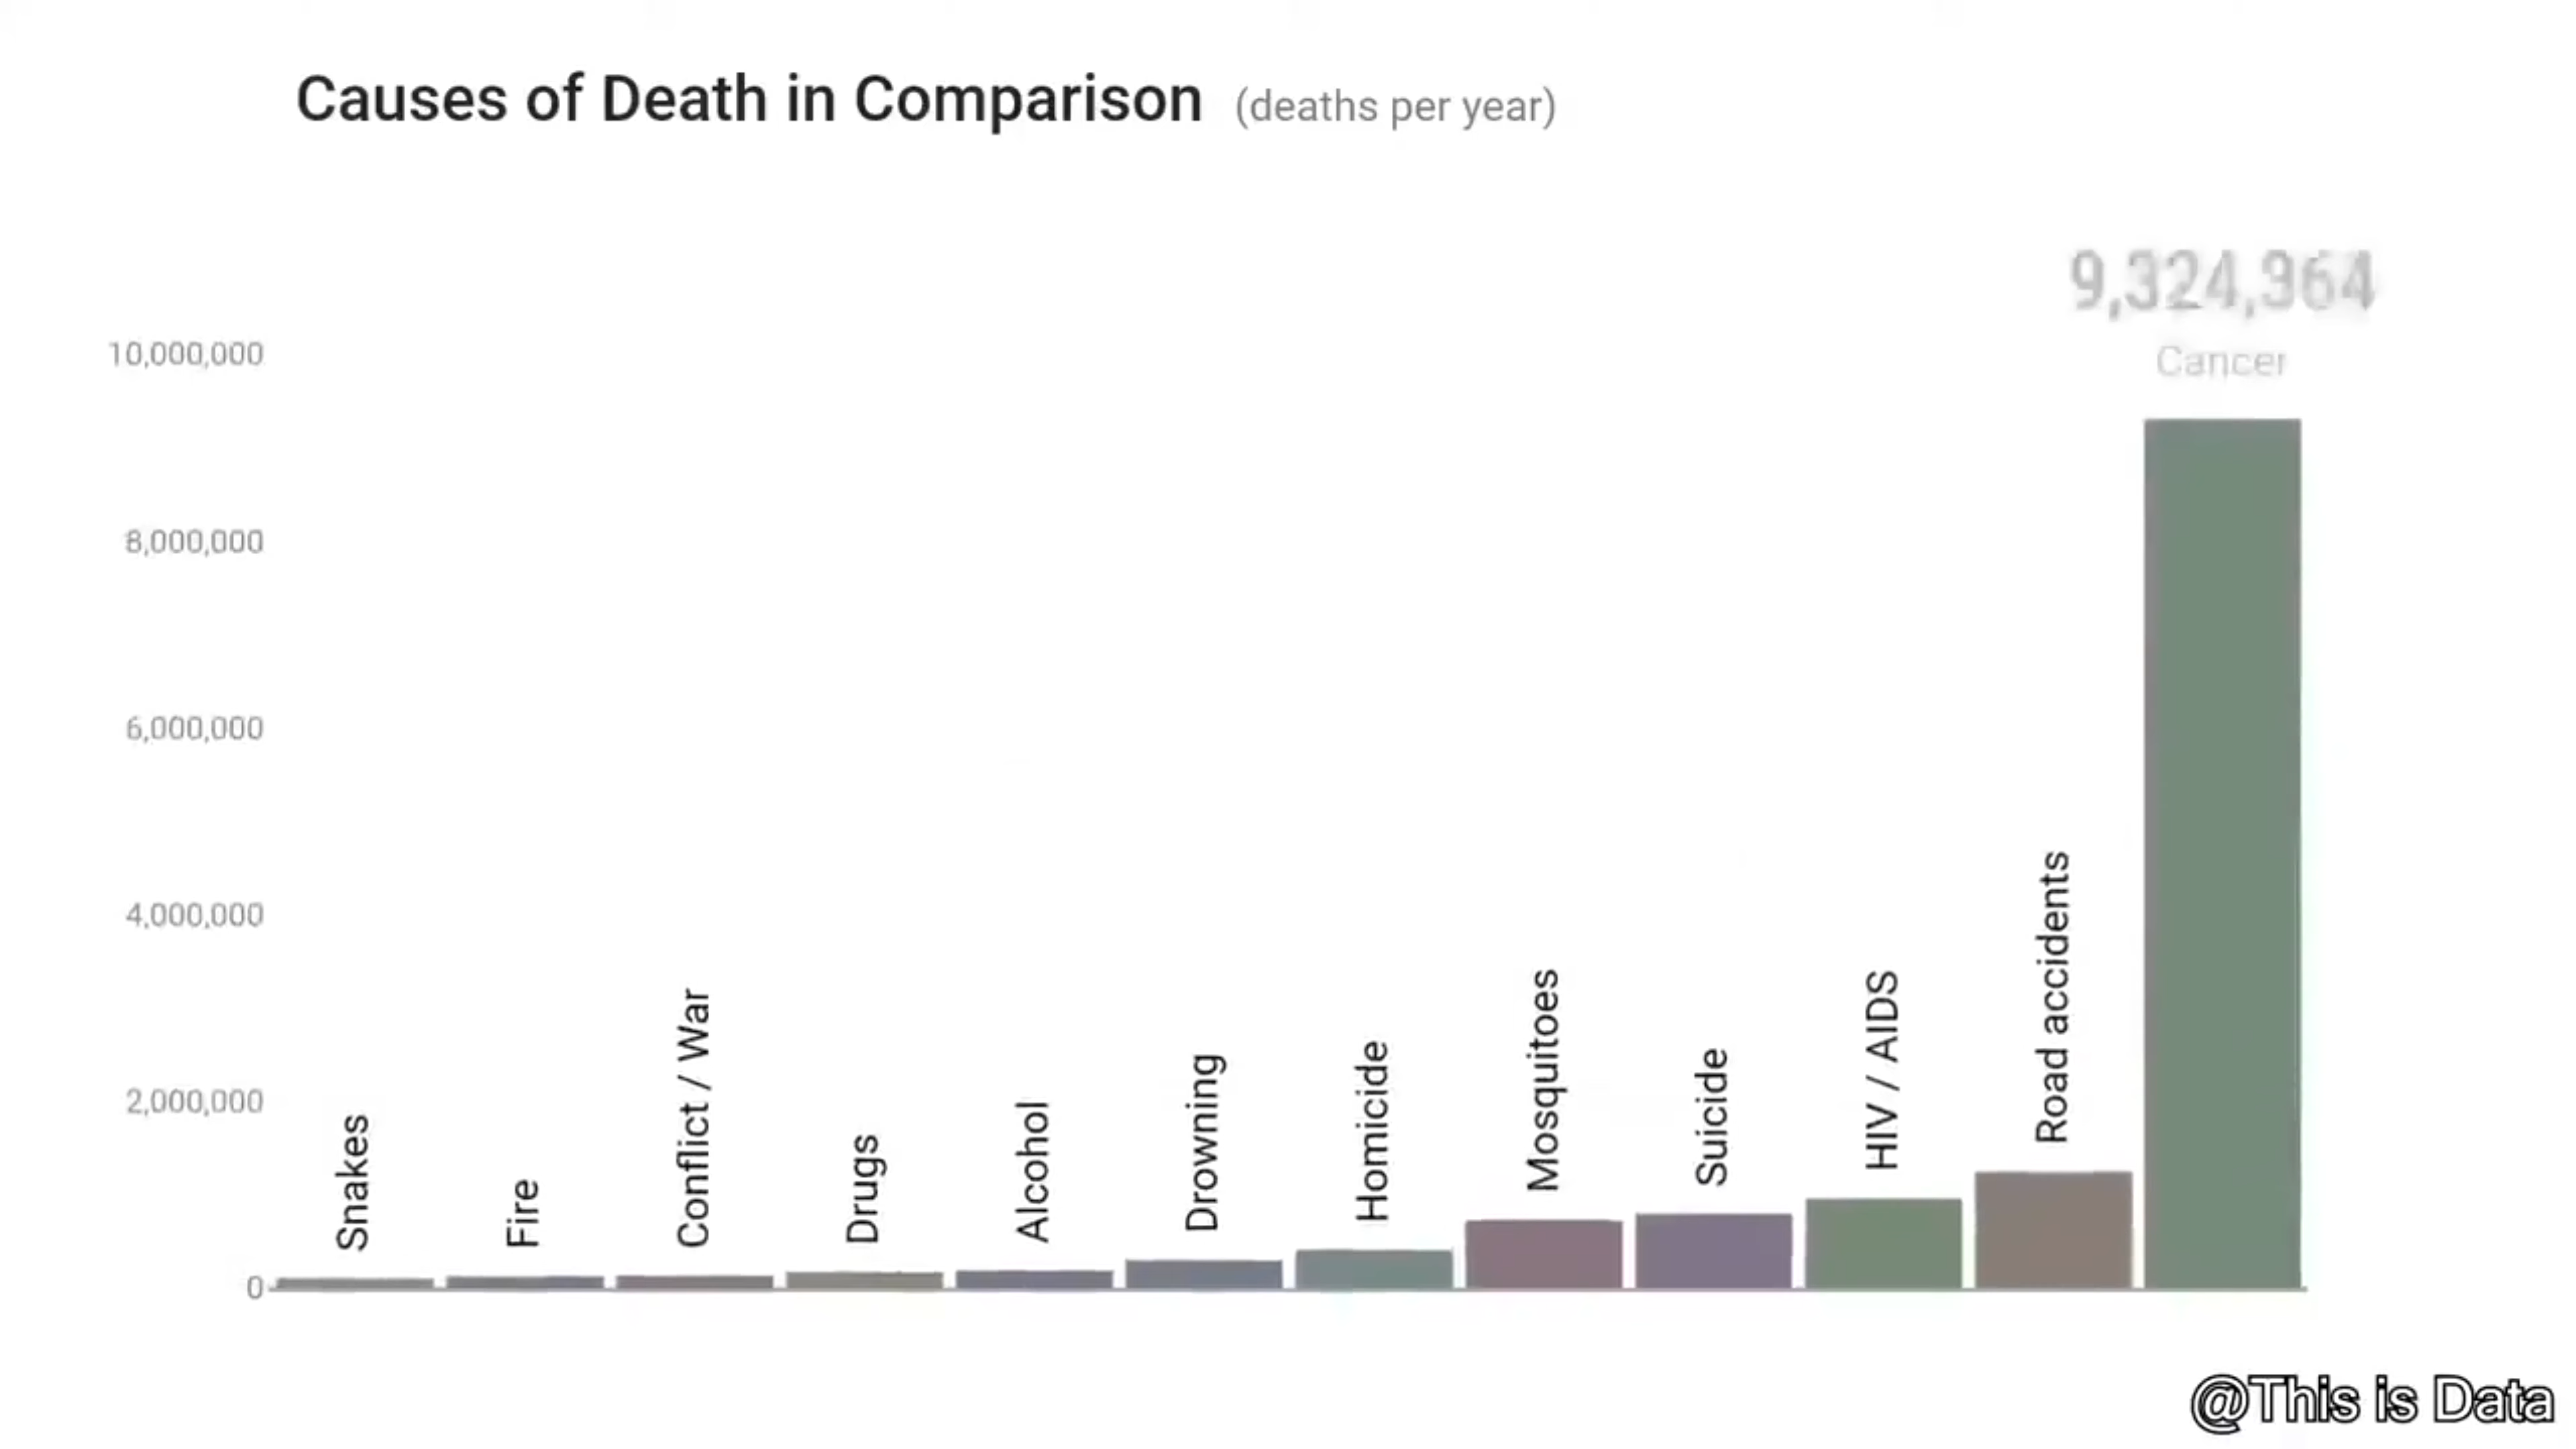 Causes of Death in Comparison (deaths per year)
9,324,364
Cancer
10,000,000
8,000,000
6,000,000
4,000,000
2,000,000
0
Snakes
Fire
Conflict / War
Drugs
Alcohol
Drowning
Homicide
Mosquitoes
Suicide
HIV / AIDS
Road accidents
@This is Data